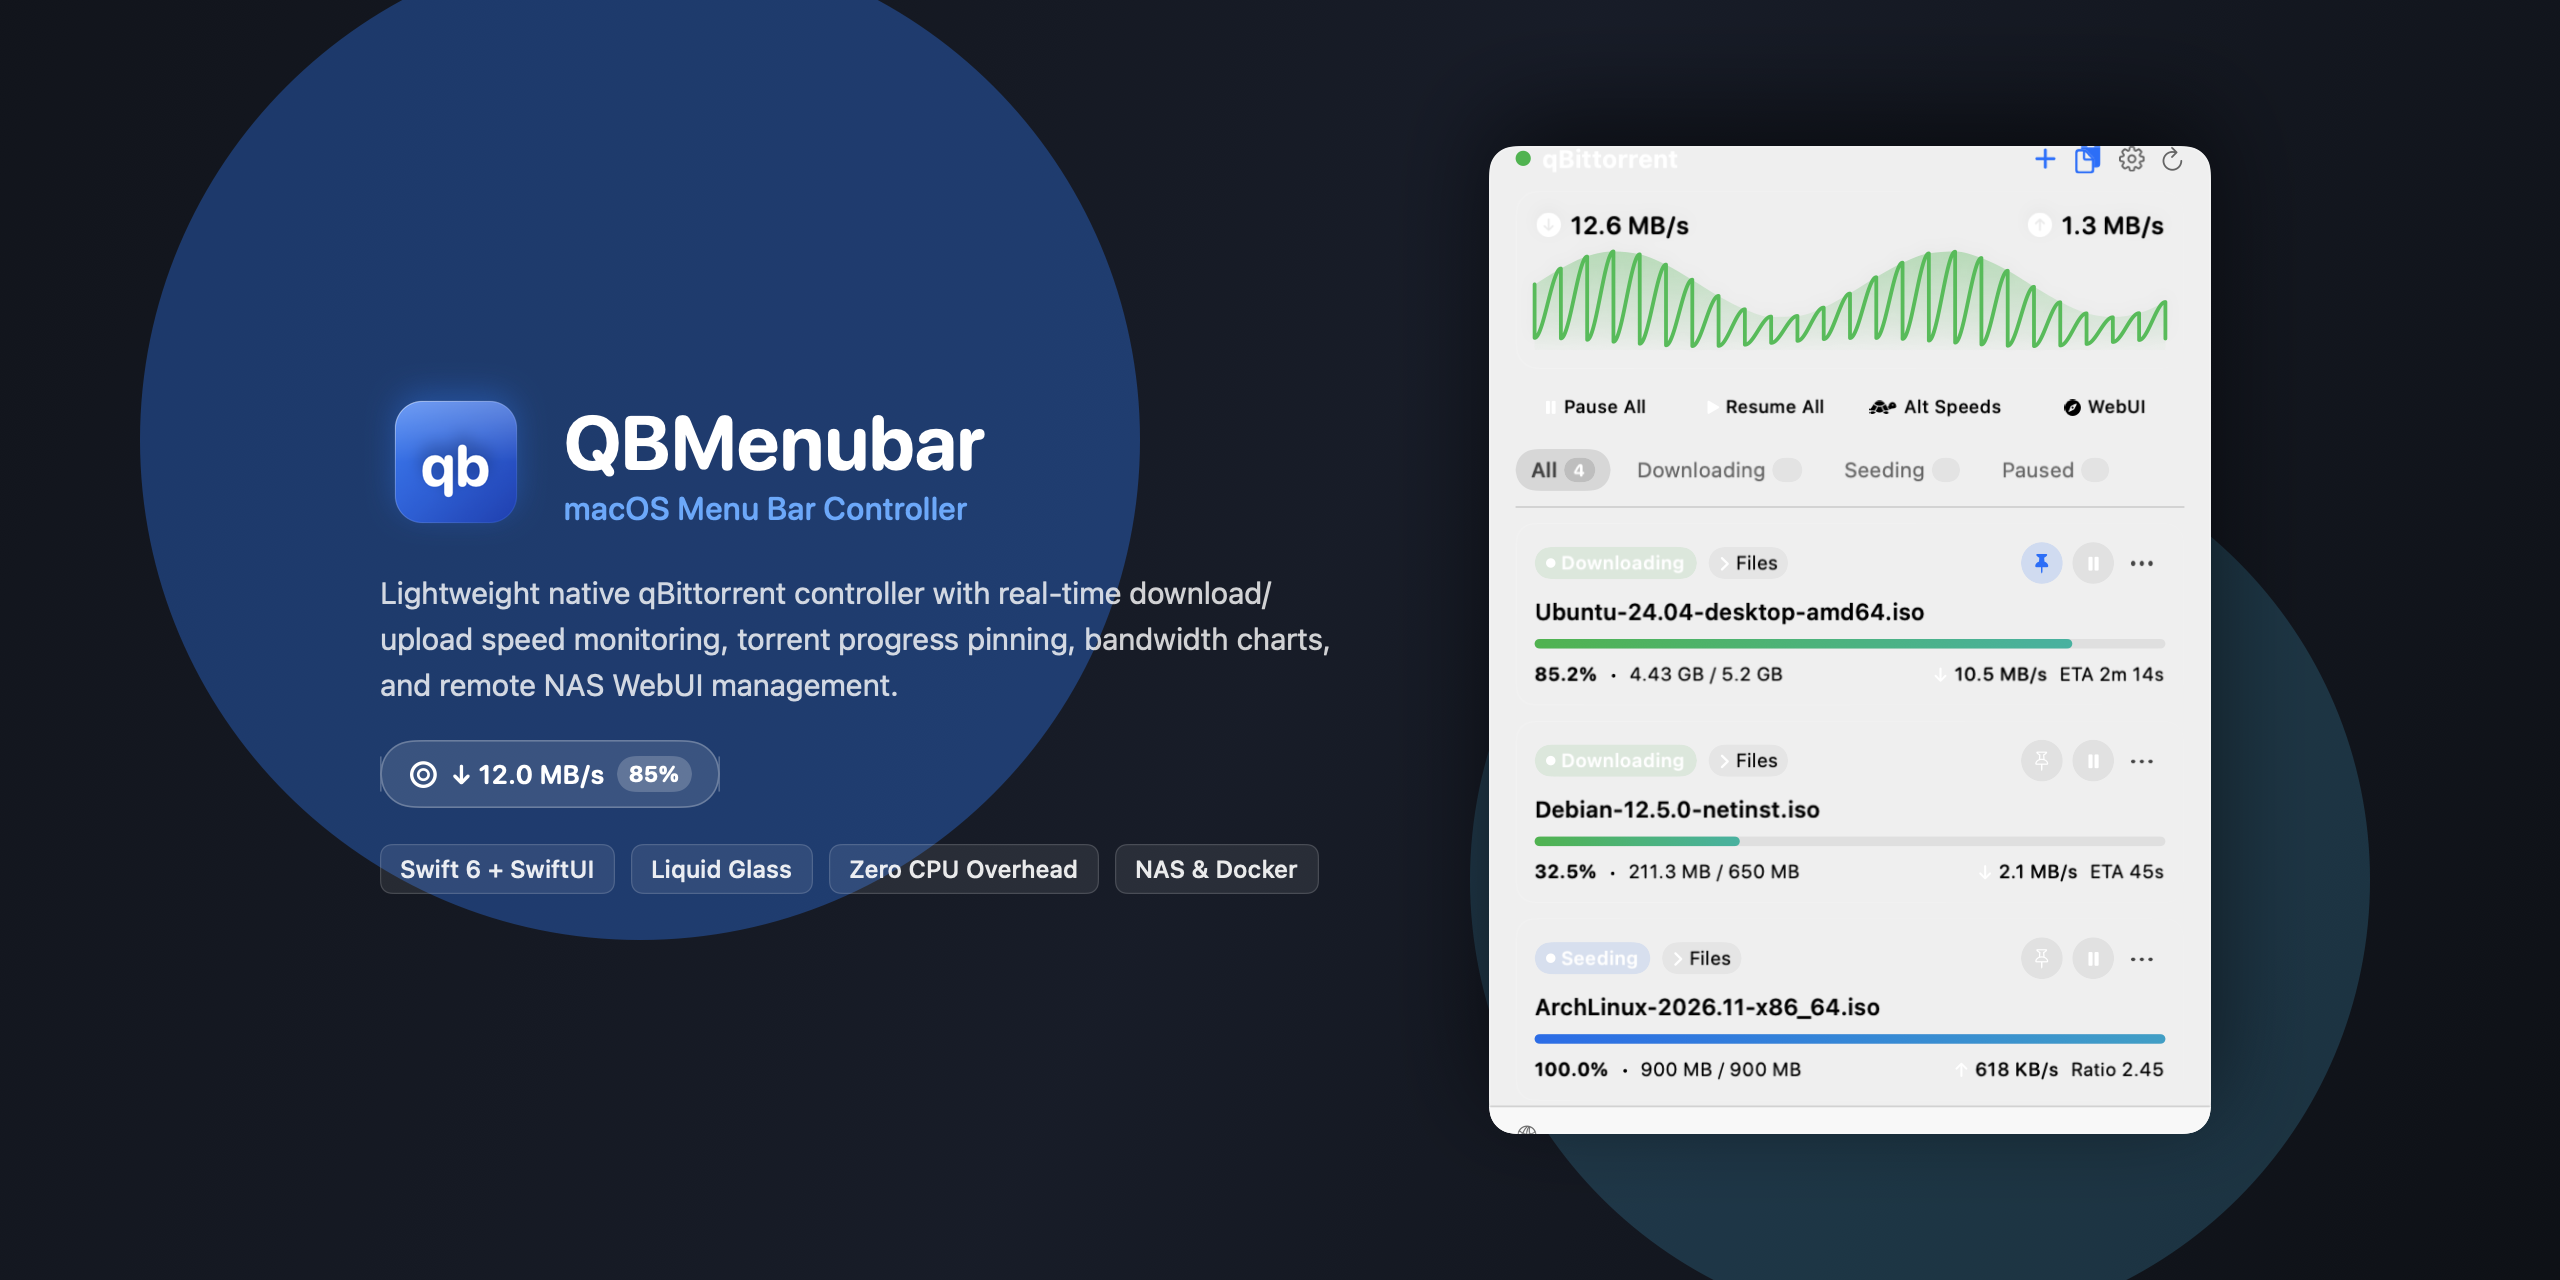 qb
QBMenubar
macOS Menu Bar Controller
Lightweight native qBittorrent controller with real-time download/
upload speed monitoring, torrent progress pinning, bandwidth charts,
and remote NAS WebUI management.
↓ 12.0 MB/s 85%
Swift 6 + SwiftUI Liquid Glass Zero CPU Overhead NAS & Docker
qBittorrent
12.6 MB/s 1.3 MB/s
Pause All Resume All Alt Speeds WebUI
All 4 Downloading Seeding Paused
Downloading Files
Ubuntu-24.04-desktop-amd64.iso
85.2% · 4.43 GB / 5.2 GB ↓ 10.5 MB/s ETA 2m 14s
Downloading Files
Debian-12.5.0-netinst.iso
32.5% · 211.3 MB / 650 MB ↓ 2.1 MB/s ETA 45s
Seeding Files
ArchLinux-2026.11-x86_64.iso
100.0% · 900 MB / 900 MB ↑ 618 KB/s Ratio 2.45